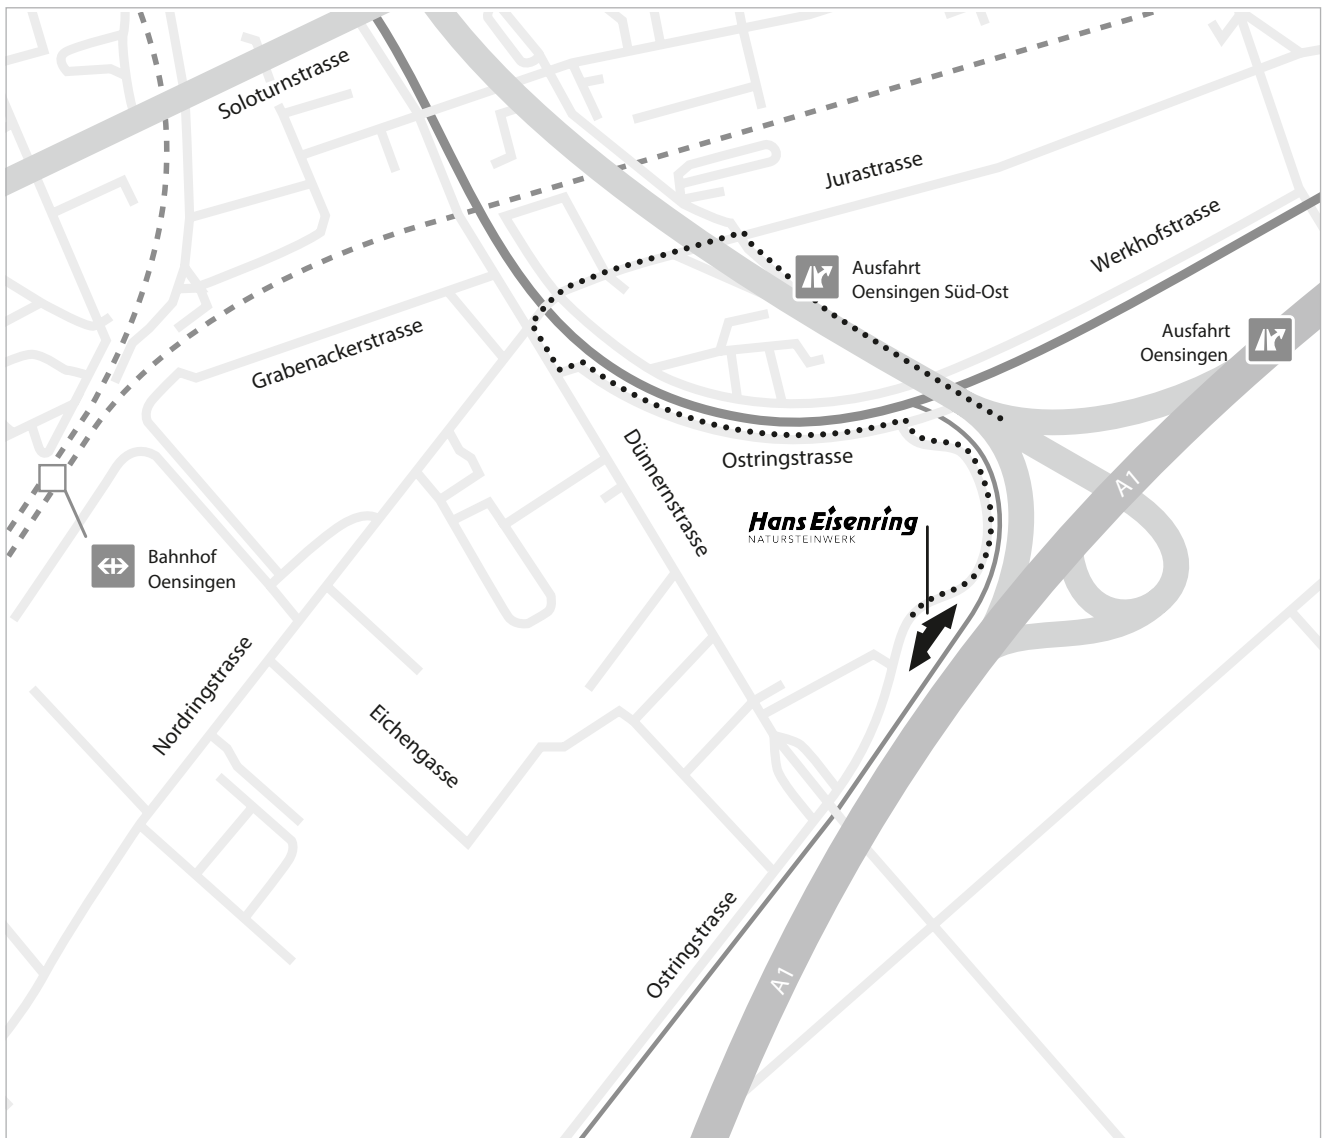 Soloturnstrasse
Jurastrasse
Werkhofstrasse
Ausfahrt
Oensingen Süd-Ost
Ausfahrt
Oensingen
Grabenackerstrasse
Dünnernstrasse
Ostringstrasse
A1
Hans Eisenring
NATURSTEINWERK
Bahnhof
Oensingen
Nordringstrasse
Eichengasse
Ostringstrasse
A1